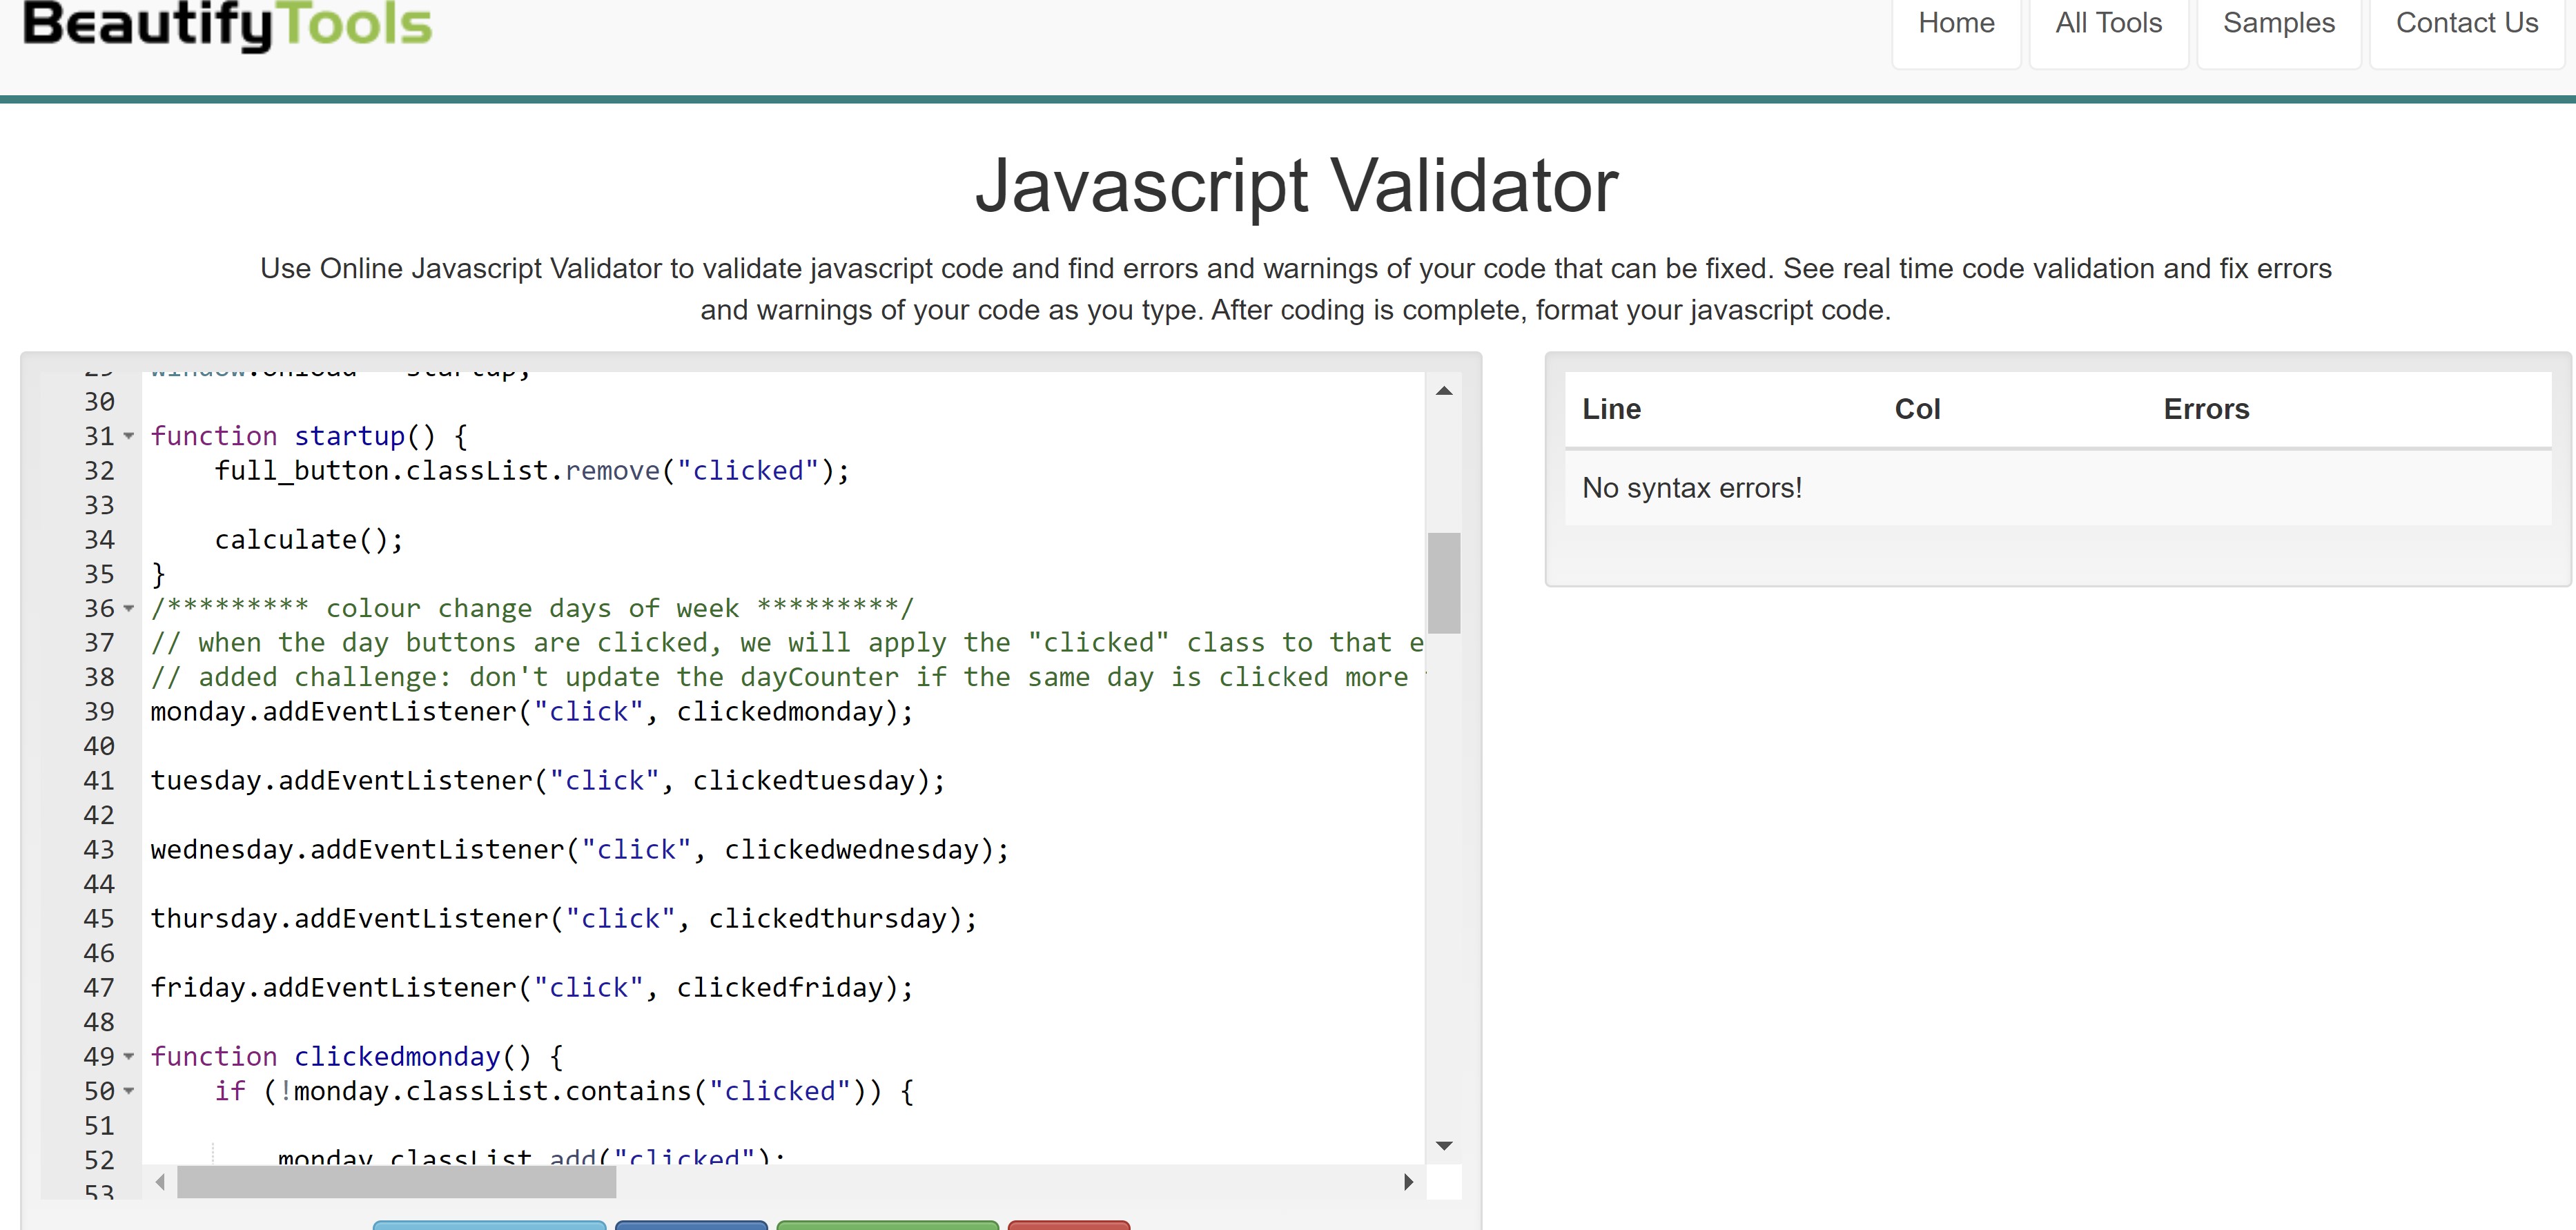 BeautifyTools
Home
All Tools
Samples
Contact Us
Javascript Validator
Use Online Javascript Validator to validate javascript code and find errors and warnings of your code that can be fixed. See real time code validation and fix errors
and warnings of your code as you type. After coding is complete, format your javascript code.
30
31 function startup() {
32 full_button.classList.remove("clicked");
33
34 calculate();
35 }
36 /********* colour change days of week *********/
37 // when the day buttons are clicked, we will apply the "clicked" class to that e
38 // added challenge: don't update the dayCounter if the same day is clicked more
39 monday.addEventListener("click", clickedmonday);
40
41 tuesday.addEventListener("click", clickedtuesday);
42
43 wednesday.addEventListener("click", clickedwednesday);
44
45 thursday.addEventListener("click", clickedthursday);
46
47 friday.addEventListener("click", clickedfriday);
48
49 function clickedmonday() {
50 if (!monday.classList.contains("clicked")) {
51
52 monday.classList.add("clicked");
53
Line Col Errors
No syntax errors!